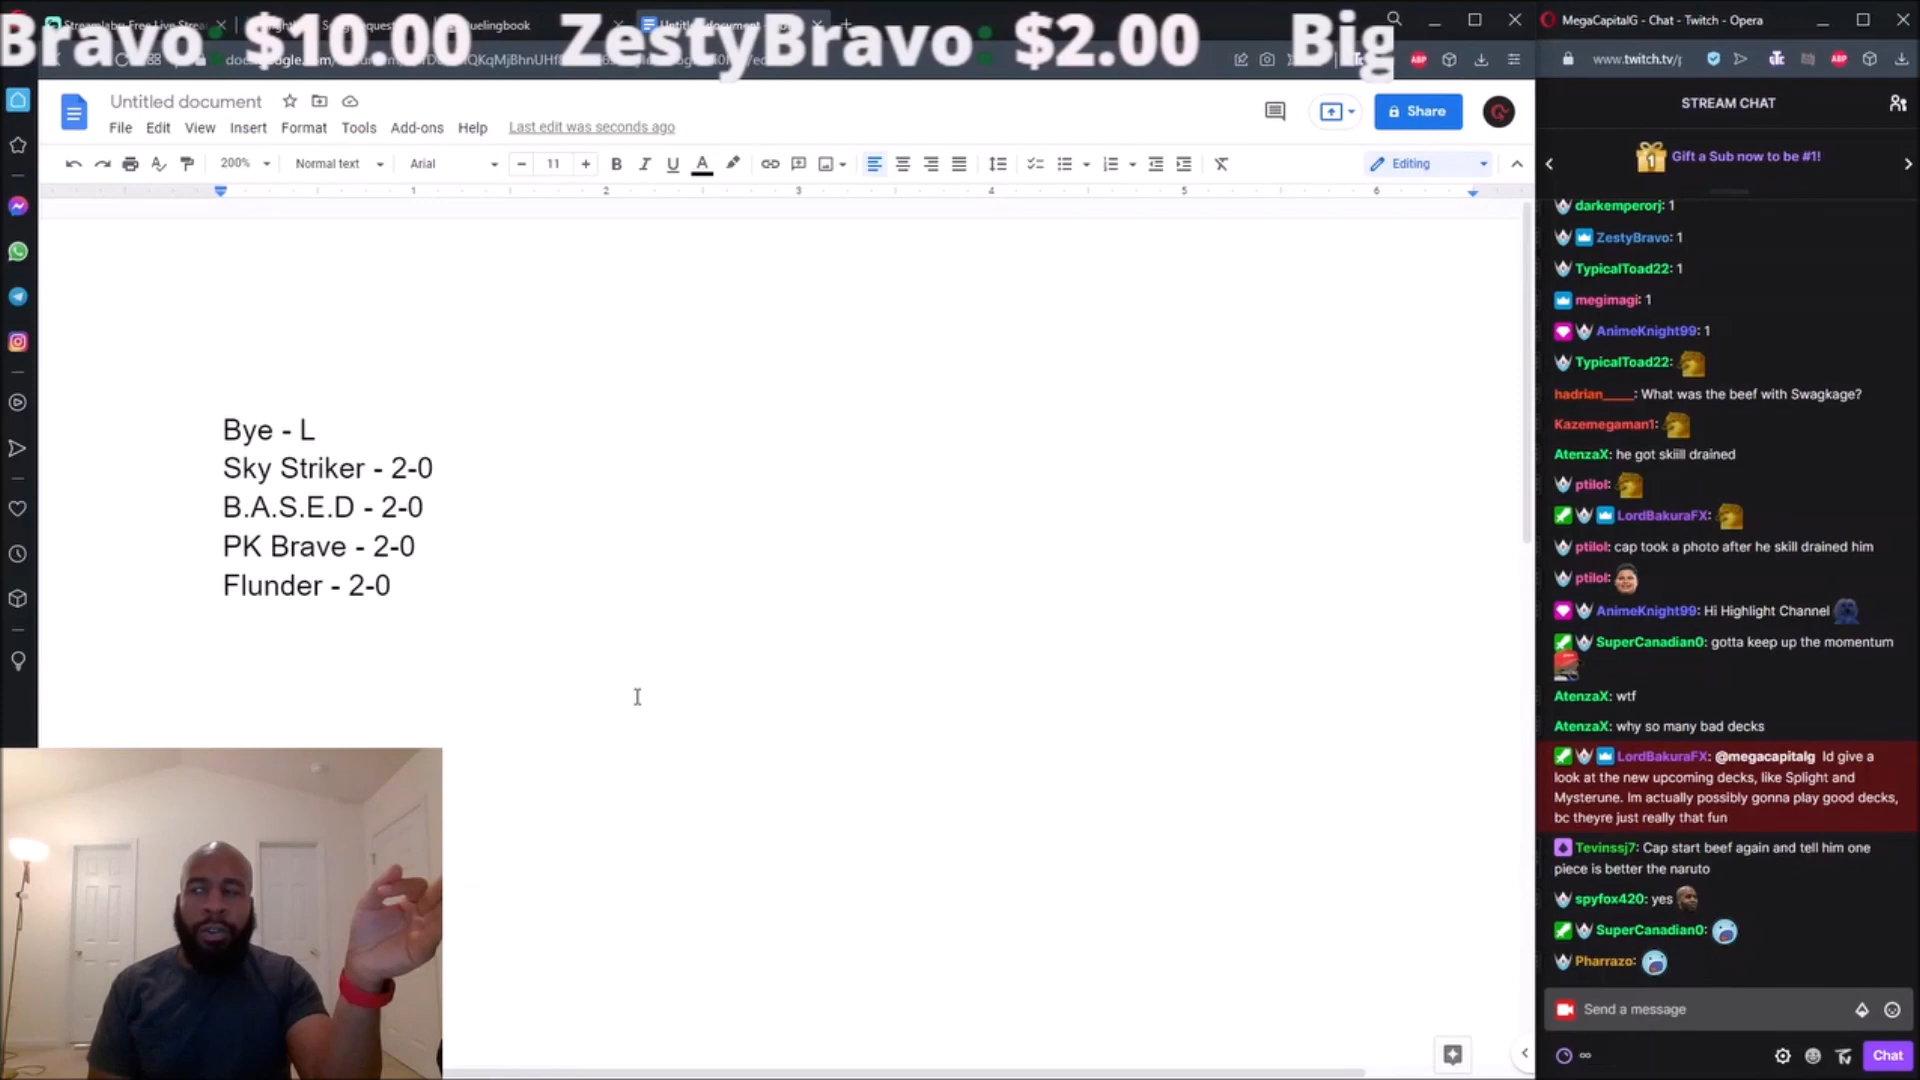 Bravo $10.00 ZestyBravo $2.00 Big
MegaCapitalG - Chat - Twitch - Opera
www.twitch.tv/
Untitled document
File Edit View Insert Format Tools Add-ons Help Last edit was seconds ago
Share
200% Normal text Arial 11 Editing
1 2 3 4 5 6
Bye - L
Sky Striker - 2-0
B.A.S.E.D - 2-0
PK Brave - 2-0
Flunder - 2-0
STREAM CHAT
Gift a Sub now to be #1!
darkemperorj: 1
ZestyBravo: 1
TypicalToad22: 1
megimagi: 1
AnimeKnight99: 1
TypicalToad22:
hadrian____: What was the beef with Swagkage?
Kazemegaman1:
AtenzaX: he got skiill drained
ptilol:
LordBakuraFX:
ptilol: cap took a photo after he skill drained him
ptilol:
AnimeKnight99: Hi Highlight Channel
SuperCanadian0: gotta keep up the momentum
AtenzaX: wtf
AtenzaX: why so many bad decks
LordBakuraFX: @megacapitalg Id give a
look at the new upcoming decks, like Splight and
Mysterune. Im actually possibly gonna play good decks,
bc theyre just really that fun
Tevinssj7: Cap start beef again and tell him one
piece is better the naruto
spyfox420: yes
SuperCanadian0:
Pharrazo:
Send a message
Chat